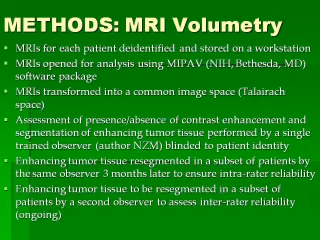 METHODS: MRI Volumetry
MRIs for each patient deidentified and stored on a workstation
MRIs opened for analysis using MIPAV (NIH, Bethesda, MD)
software package
MRIs transformed into a common image space (Talairach
space)
Assessment of presence/absence of contrast enhancement and
segmentation of enhancing tumor tissue performed by a single
trained observer (author NZM) blinded to patient identity
Enhancing tumor tissue resegmented in a subset of patients by
the same observer 3 months later to ensure intra-rater reliability
Enhancing tumor tissue to be resegmented in a subset of
patients by a second observer to assess inter-rater reliability
(ongoing)